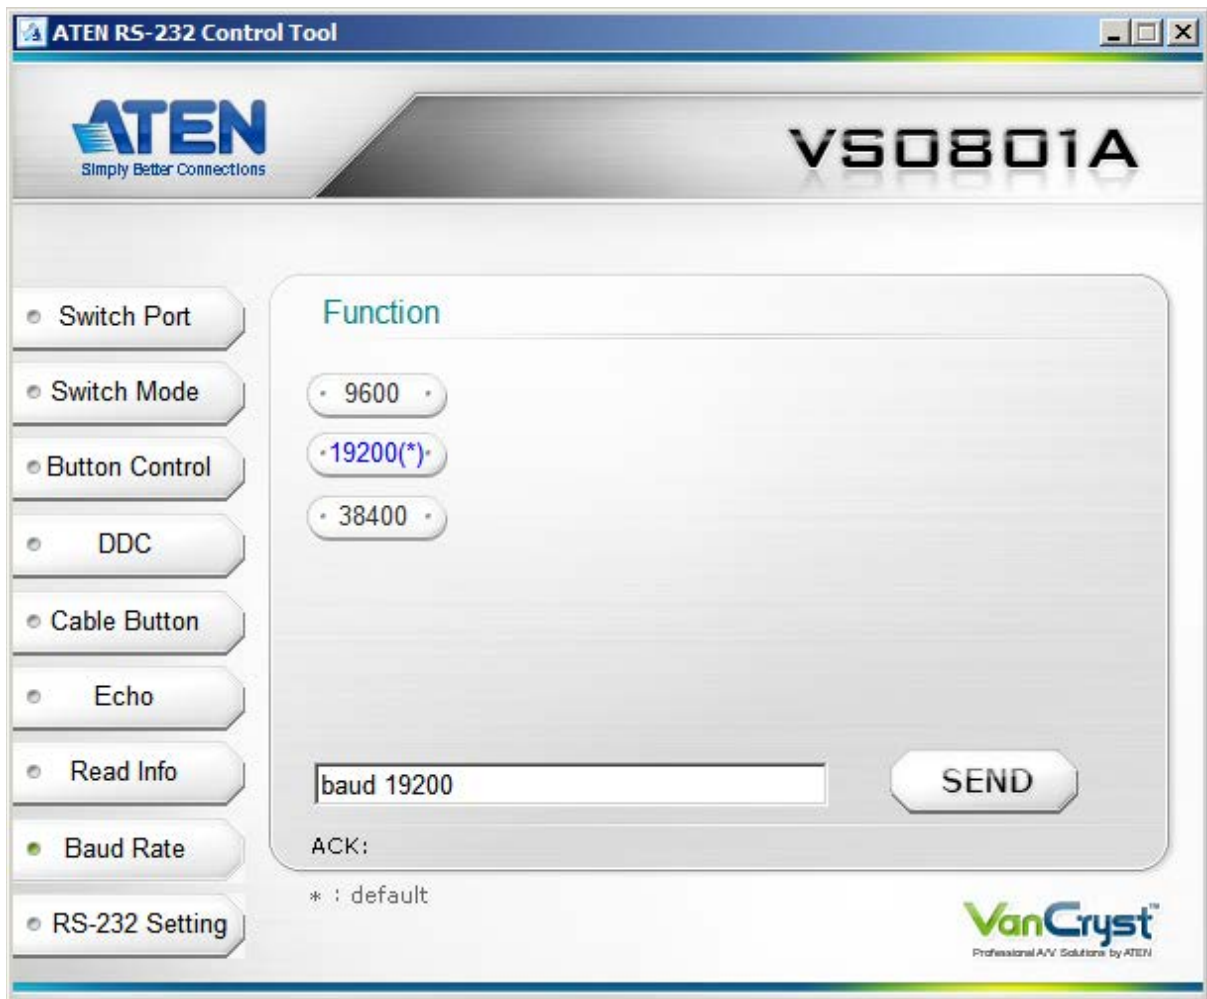 ATEN RS-232 Control Tool
ATEN
Simply Better Connections
VS0801A
Switch Port
Switch Mode
Button Control
DDC
Cable Button
Echo
Read Info
Baud Rate
RS-232 Setting
Function
9600
19200(*)
38400
baud 19200
SEND
ACK:
* : default
VanCryst™
Professional A/V Solutions by ATEN